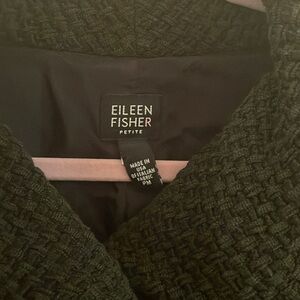 EILEEN
FISHER
PETITE
MADE IN
USA
OF ITALIAN
FABRIC
PM